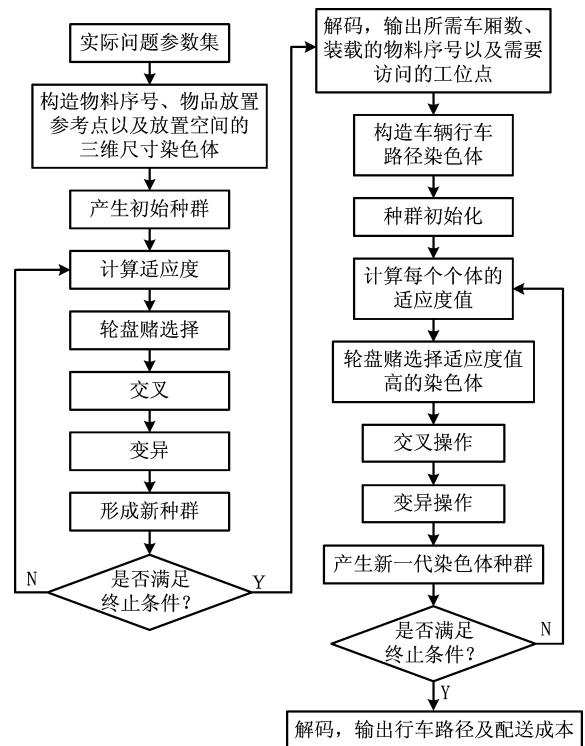 实际问题参数集
构造物料序号、物品放置
参考点以及放置空间的
三维尺寸染色体
产生初始种群
计算适应度
轮盘赌选择
交叉
变异
形成新种群
是否满足
终止条件？
N
Y
解码，输出所需车厢数、
装载的物料序号以及需要
访问的工位点
构造车辆行车
路径染色体
种群初始化
计算每个个体的
适应度值
轮盘赌选择适应度值
高的染色体
交叉操作
变异操作
产生新一代染色体种群
是否满足
终止条件？
N
Y
解码，输出行车路径及配送成本